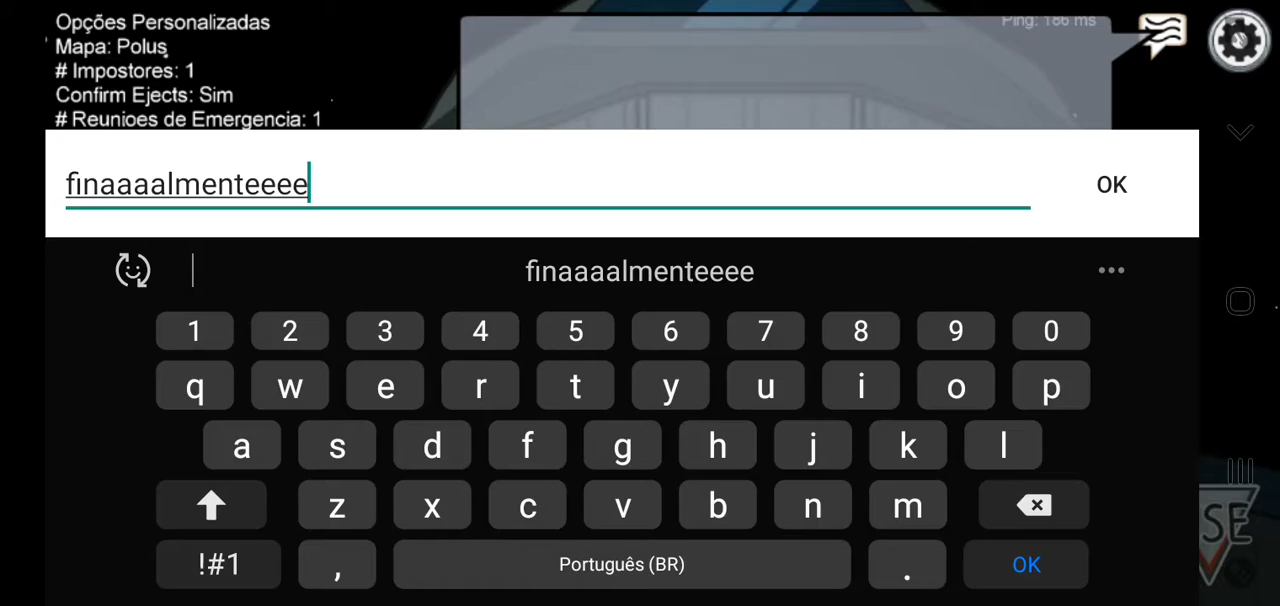 Opções Personalizadas
Mapa: Polus
# Impostores: 1
Confirm Ejects: Sim
# Reunioes de Emergencia: 1
Ping: 186 ms
finaaaalmenteeee
OK
finaaaalmenteeee
1 2 3 4 5 6 7 8 9 0
q w e r t y u i o p
a s d f g h j k l
z x c v b n m
!#1 , Português (BR) . OK
SE